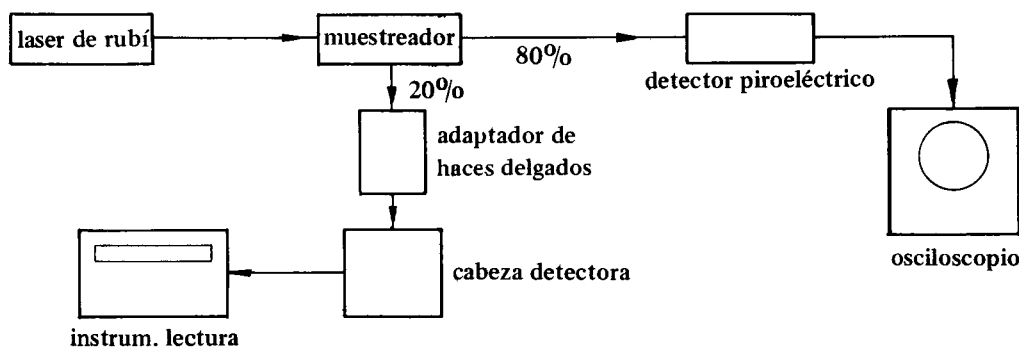 laser de rubí
muestreador
80%
20%
detector piroeléctrico
adaptador de
haces delgados
cabeza detectora
osciloscopio
instrum. lectura